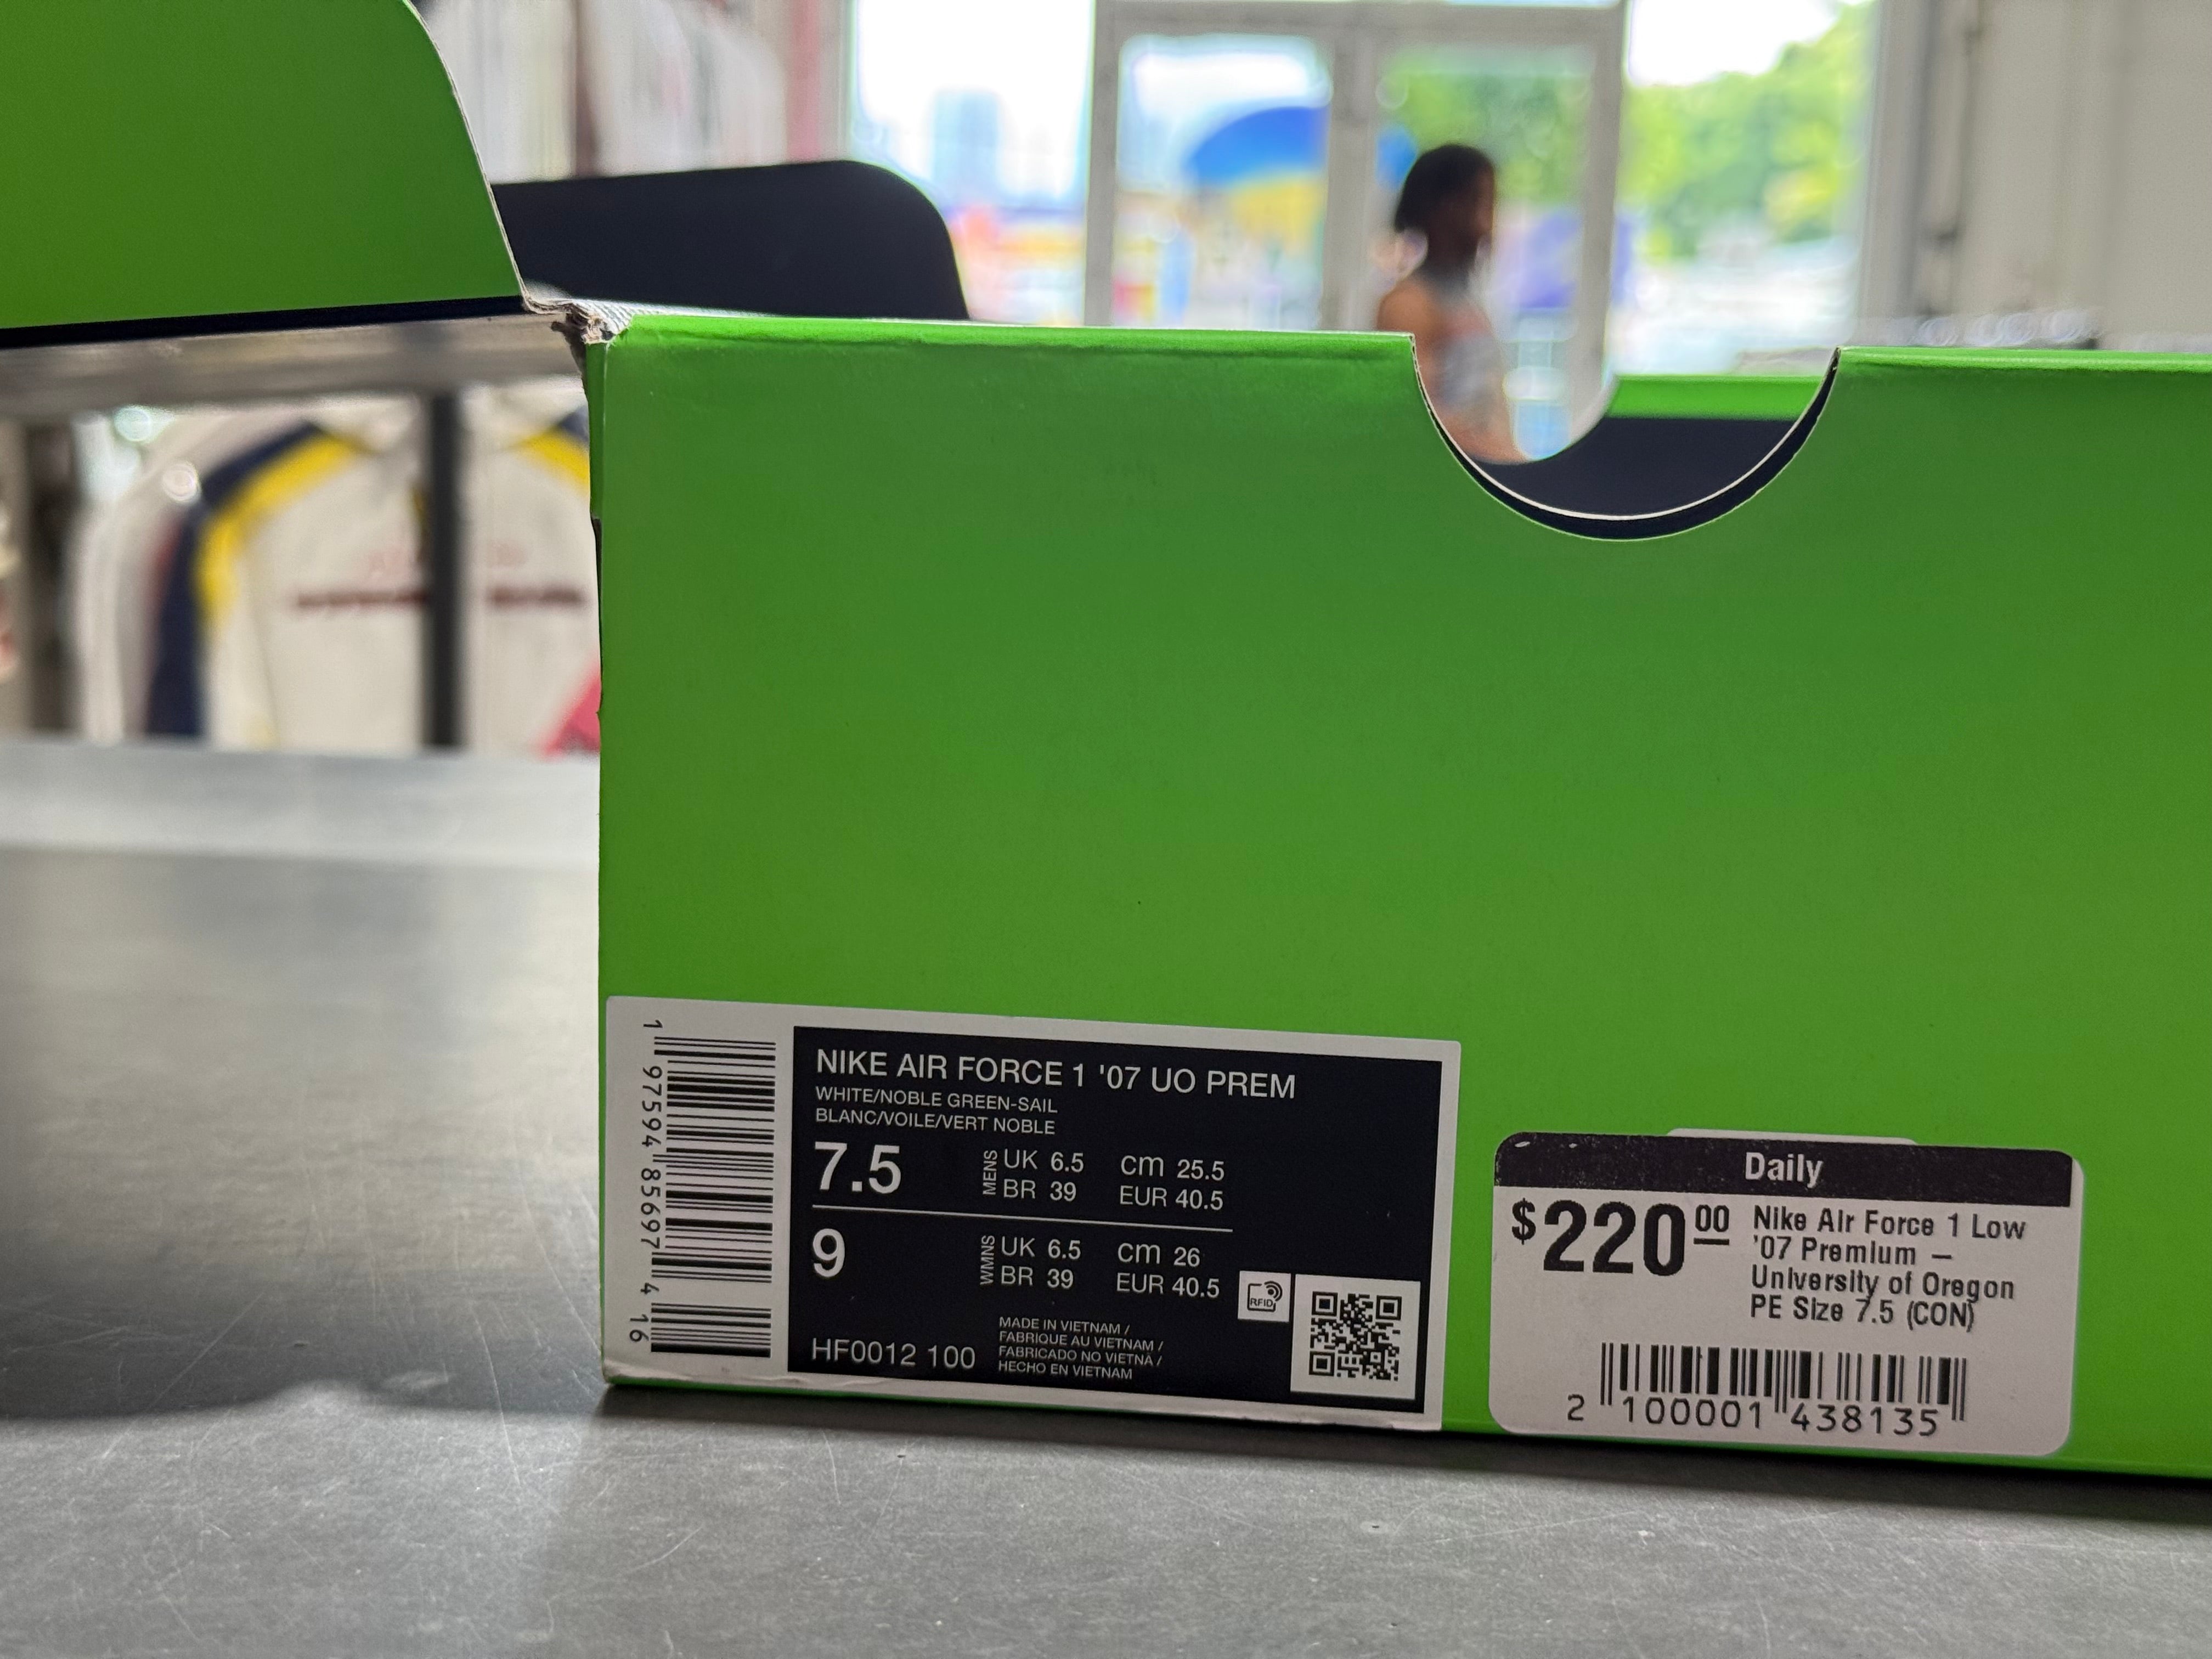 1 97594 85697 4 16
NIKE AIR FORCE 1 '07 UO PREM
WHITE/NOBLE GREEN-SAIL
BLANC/VOILE/VERT NOBLE
7.5 MENS UK 6.5 cm 25.5
BR 39 EUR 40.5
9 WMNS UK 6.5 cm 26
BR 39 EUR 40.5
RFID
HF0012 100
MADE IN VIETNAM /
FABRIQUE AU VIETNAM /
FABRICADO NO VIETNÃ /
HECHO EN VIETNAM
Daily
$220.00
Nike Air Force 1 Low
'07 Premium –
University of Oregon
PE Size 7.5 (CON)
2 100001 438135